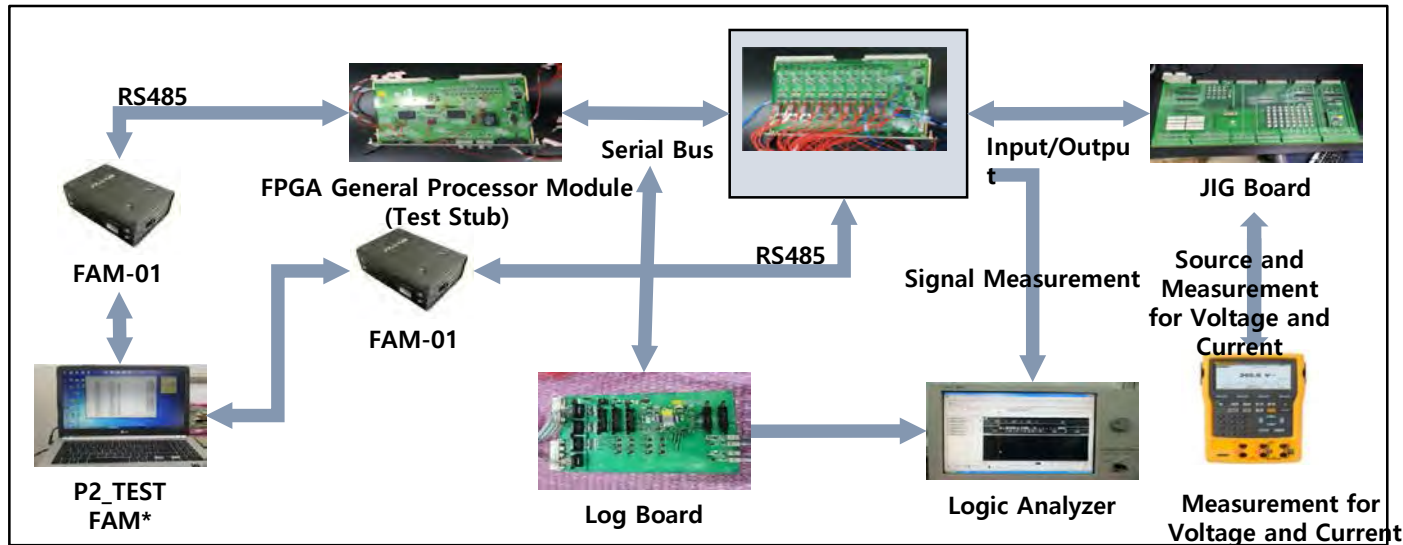 RS485
Serial Bus
Input/Outpu
t
FPGA General Processor Module
(Test Stub)
JIG Board
FAM-01
RS485
Signal Measurement
Source and
Measurement
for Voltage and
Current
FAM-01
P2_TEST
FAM*
Log Board
Logic Analyzer
Measurement for
Voltage and Current